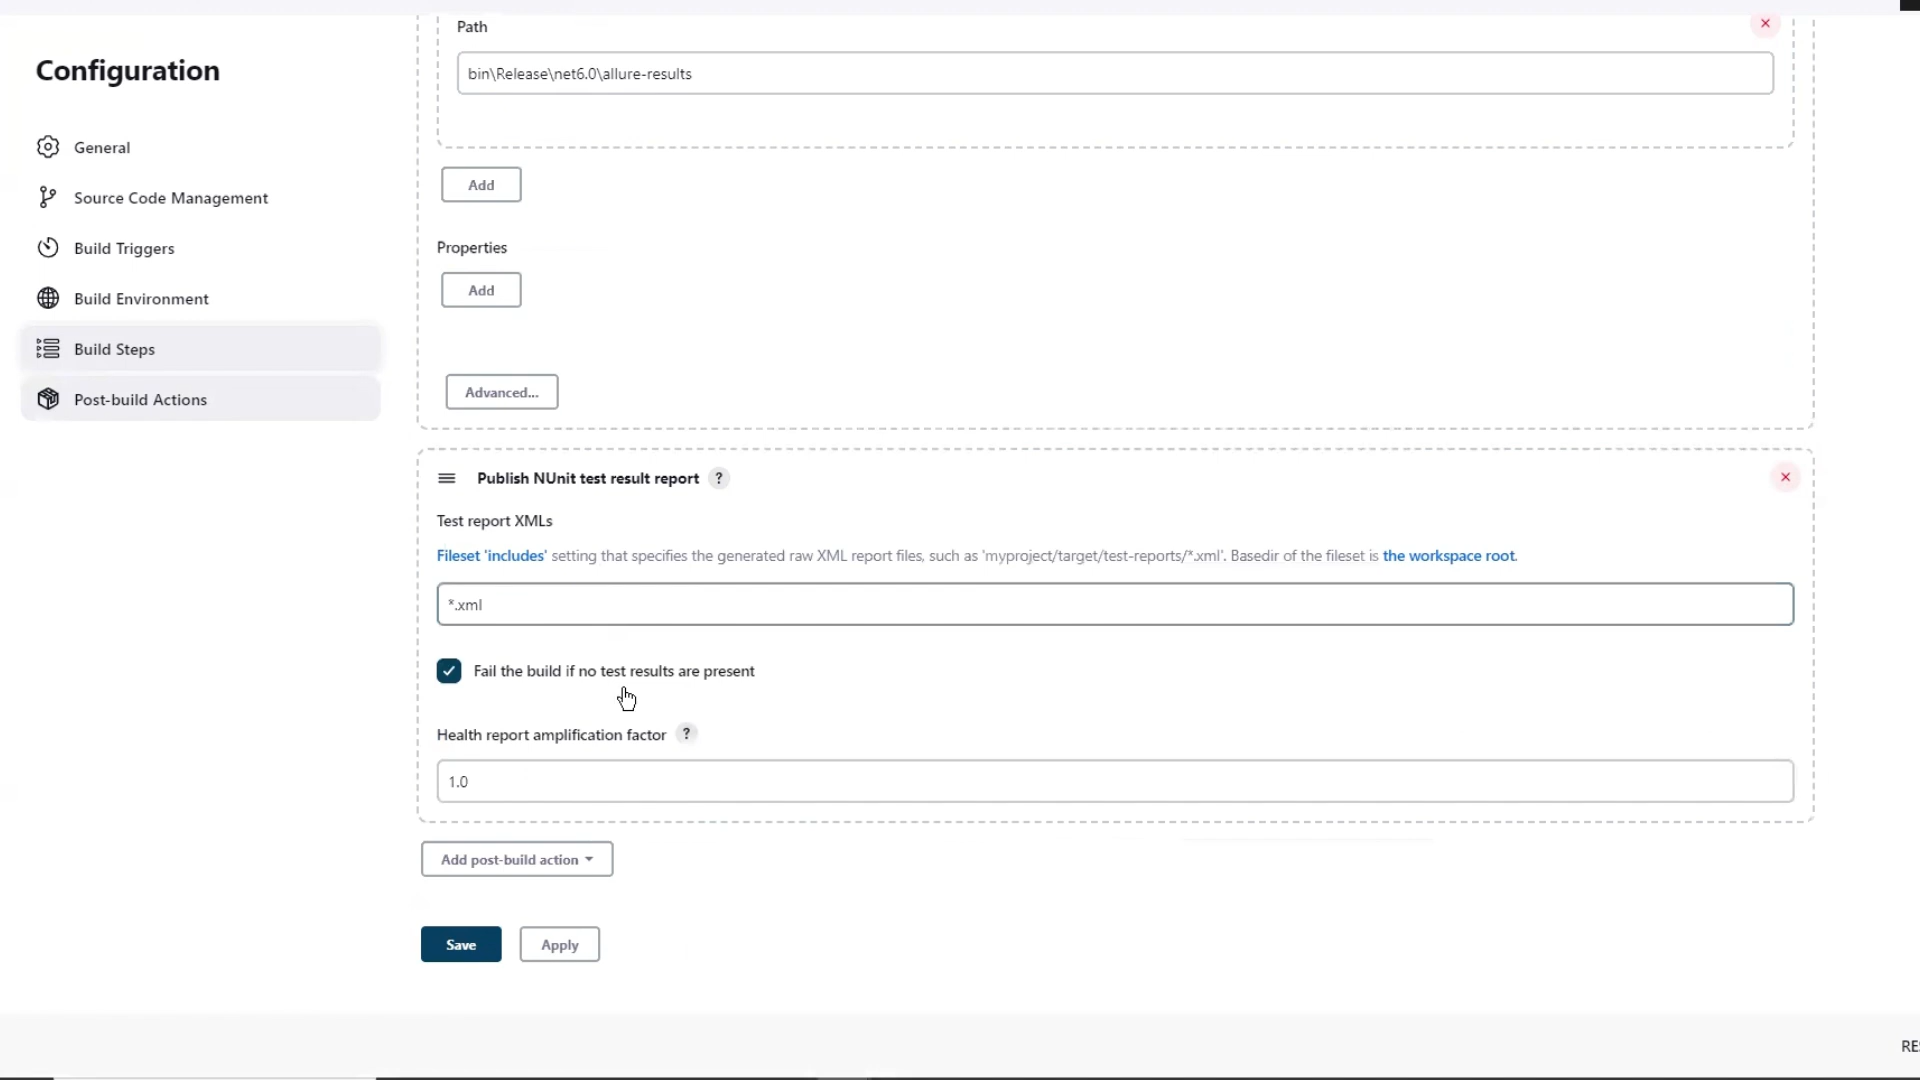 Configuration
General
Source Code Management
Build Triggers
Build Environment
Build Steps
Post-build Actions
Path
bin\Release\net6.0\allure-results
Add
Properties
Add
Advanced...
Publish NUnit test result report ?
Test report XMLs
Fileset 'includes' setting that specifies the generated raw XML report files, such as 'myproject/target/test-reports/*.xml'. Basedir of the fileset is the workspace root.
*.xml
Fail the build if no test results are present
Health report amplification factor ?
1.0
Add post-build action
Save
Apply